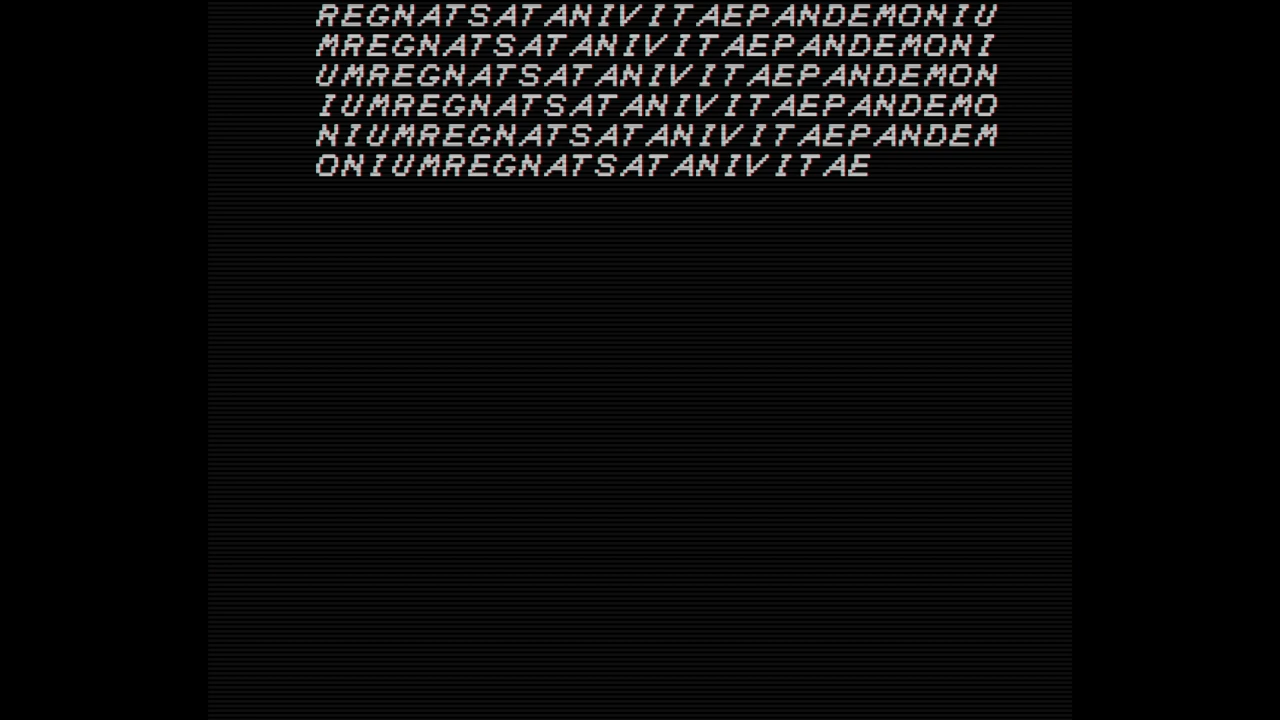 REGNATSATANIVITAEPANDEMONIU
MREGNATSATANIVITAEPANDEMONI
UMREGNATSATANIVITAEPANDEMON
IUMREGNATSATANIVITAEPANDEMO
NIUMREGNATSATANIVITAEPANDEM
ONIUMREGNATSATANIVITAE